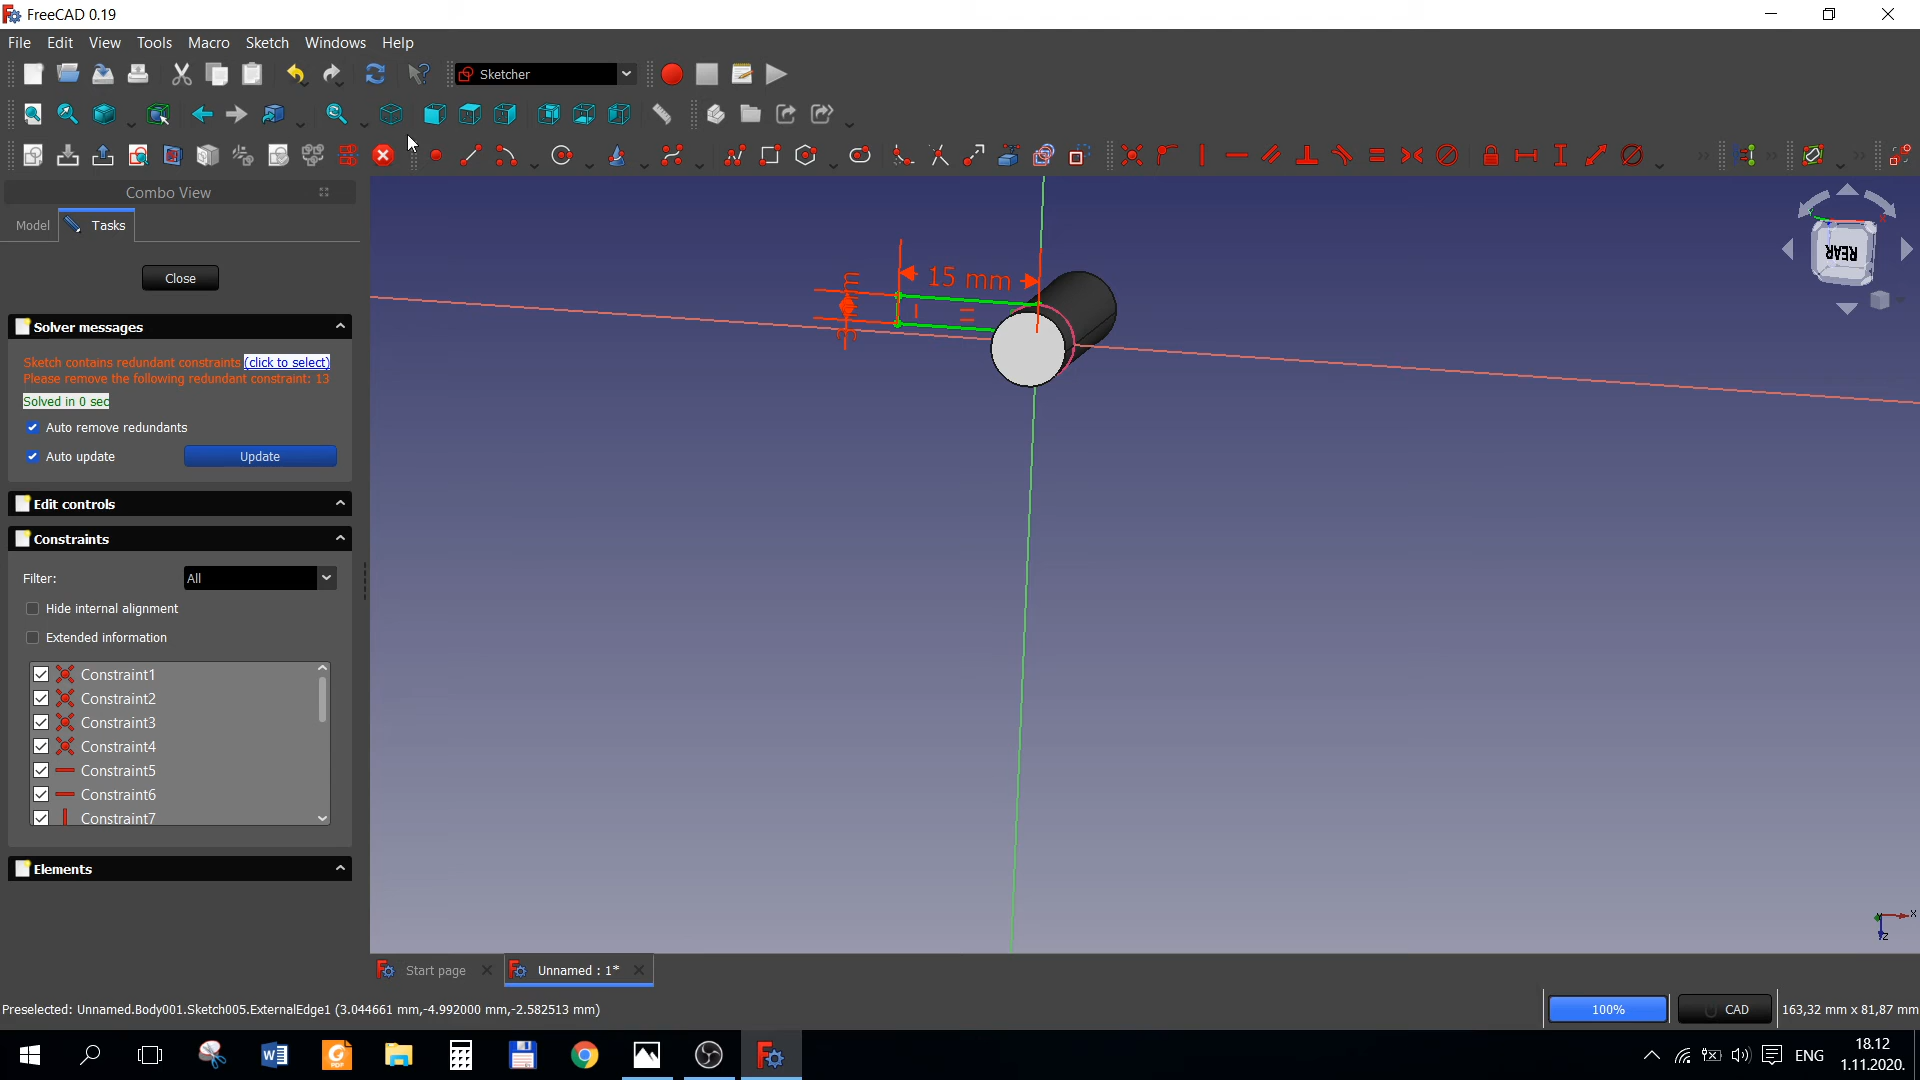 FreeCAD 0.19
File Edit View Tools Macro Sketch Windows Help
Sketcher
Combo View
Model Tasks
Close
Solver messages
Sketch contains redundant constraints (click to select)
Please remove the following redundant constraint: 13
Solved in 0 sec
Auto remove redundants
Auto update Update
Edit controls
Constraints
Filter: All
Hide internal alignment
Extended information
Constraint1
Constraint2
Constraint3
Constraint4
Constraint5
Constraint6
Constraint7
Elements
15 mm
REAR
X
Z
Start page Unnamed : 1*
Preselected: Unnamed.Body001.Sketch005.ExternalEdge1 (3.044661 mm,-4.992000 mm,-2.582513 mm)
100% CAD 163,32 mm x 81,87 mm
ENG 18.12
1.11.2020.